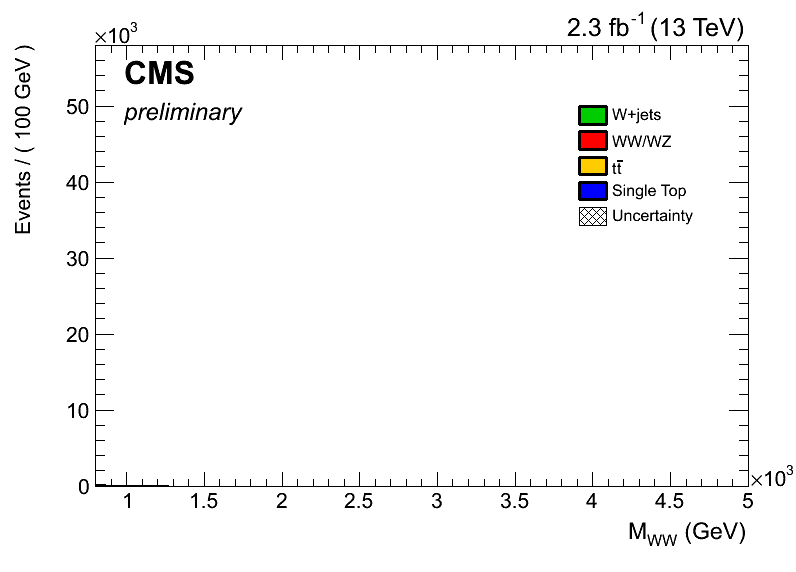 2.3 fb⁻¹ (13 TeV)
×10³
CMS
preliminary
Events / ( 100 GeV )
50
40
30
20
10
0
W+jets
WW/WZ
tt̅
Single Top
Uncertainty
1 1.5 2 2.5 3 3.5 4 4.5 5
×10³
M_WW (GeV)